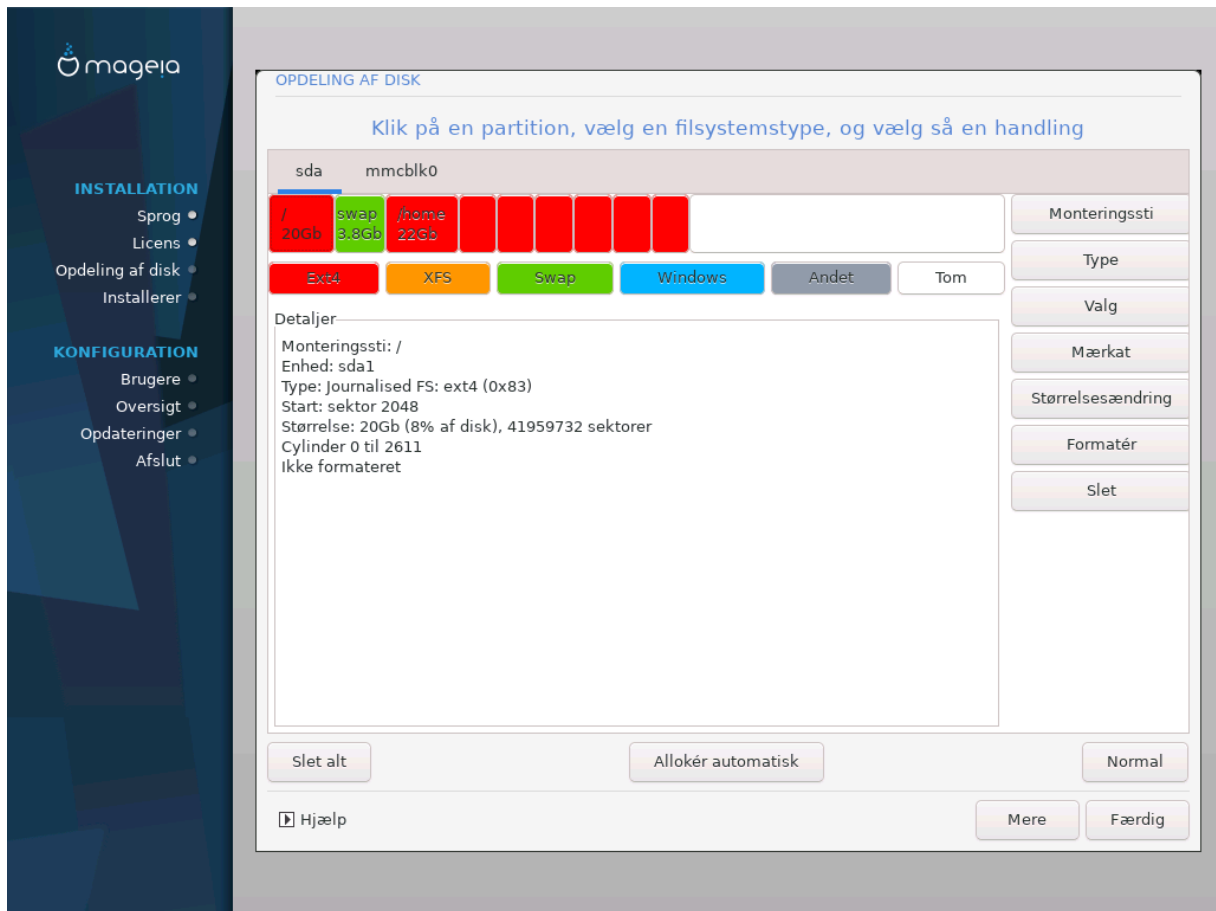 mageia
INSTALLATION
Sprog
Licens
Opdeling af disk
Installerer
KONFIGURATION
Brugere
Oversigt
Opdateringer
Afslut
OPDELING AF DISK
Klik på en partition, vælg en filsystemstype, og vælg så en handling
sda mmcblk0
/ swap /home
20Gb 3.8Gb 22Gb
Ext4 XFS Swap Windows Andet Tom
Detaljer
Monteringssti: /
Enhed: sda1
Type: Journalised FS: ext4 (0x83)
Start: sektor 2048
Størrelse: 20Gb (8% af disk), 41959732 sektorer
Cylinder 0 til 2611
Ikke formateret
Monteringssti
Type
Valg
Mærkat
Størrelsesændring
Formatér
Slet
Slet alt Allokér automatisk Normal
Hjælp Mere Færdig